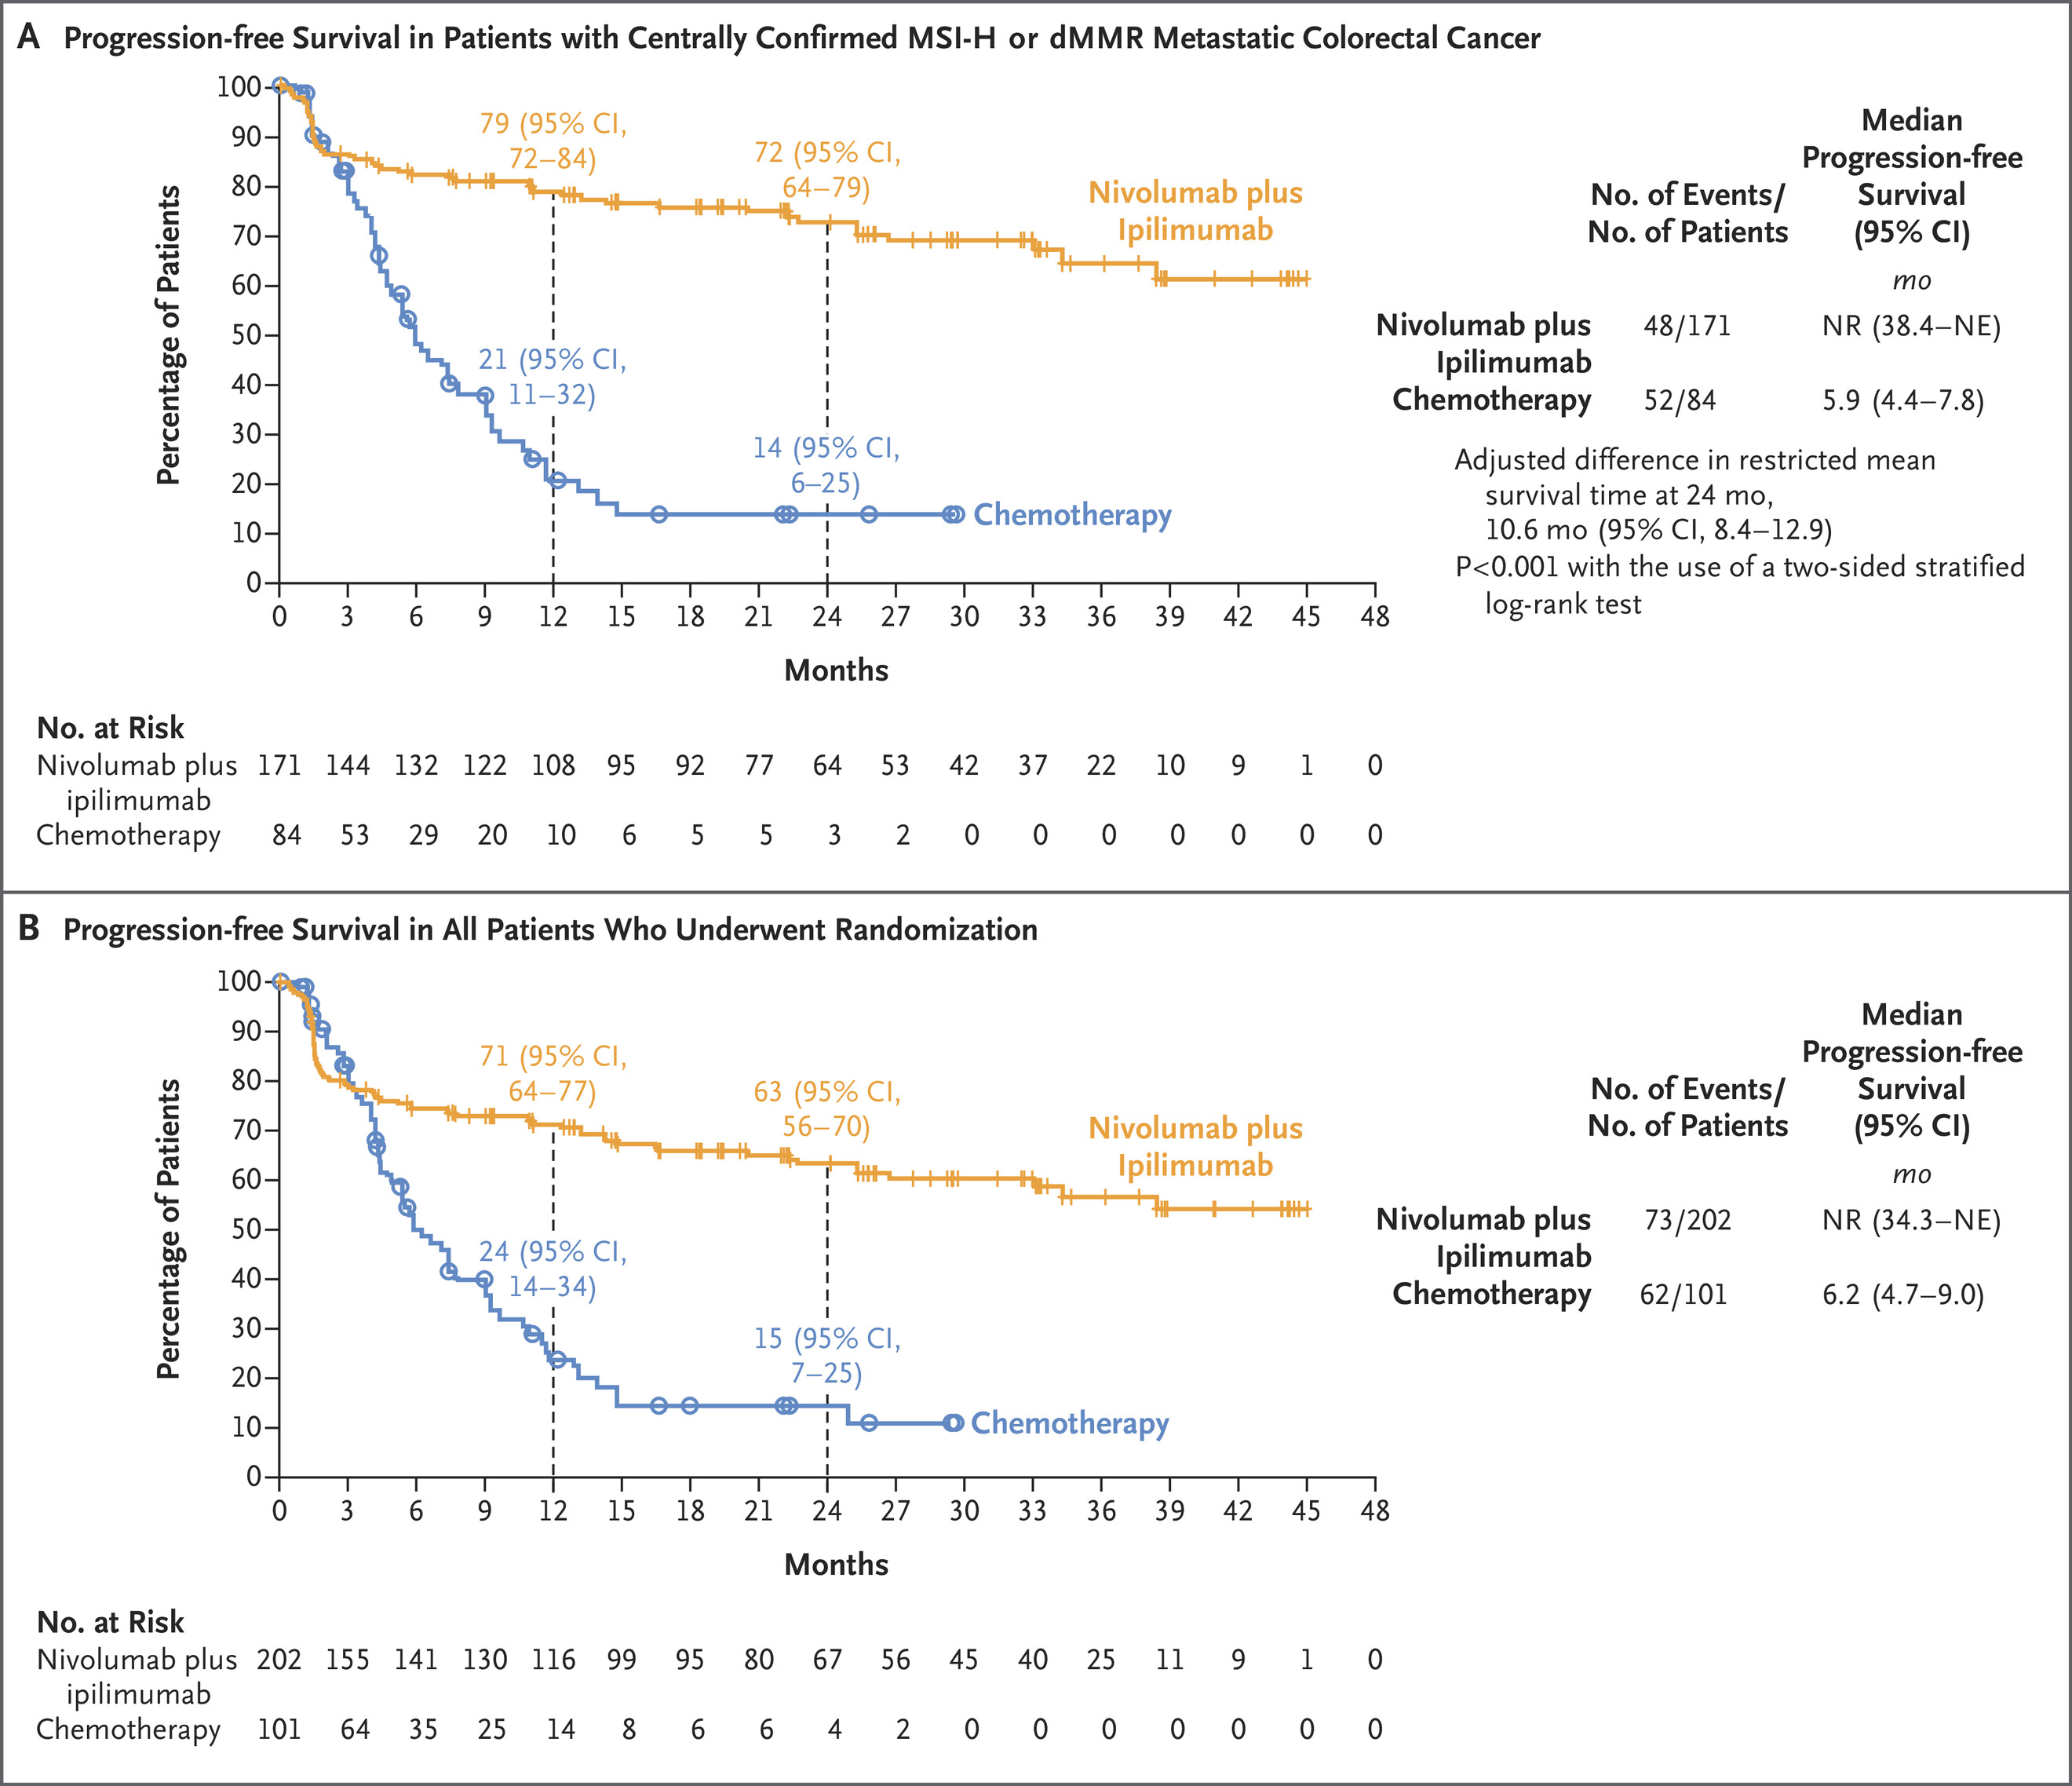 A Progression-free Survival in Patients with Centrally Confirmed MSI-H or dMMR Metastatic Colorectal Cancer
Percentage of Patients
100
90
80
70
60
50
40
30
20
10
0
79 (95% CI,
72–84)
72 (95% CI,
64–79)
Nivolumab plus
Ipilimumab
21 (95% CI,
11–32)
14 (95% CI,
6–25)
Chemotherapy
0 3 6 9 12 15 18 21 24 27 30 33 36 39 42 45 48
Months
No. of Events/
No. of Patients
Median
Progression-free
Survival
(95% CI)
mo
Nivolumab plus
Ipilimumab
48/171 NR (38.4–NE)
Chemotherapy 52/84 5.9 (4.4–7.8)
Adjusted difference in restricted mean
survival time at 24 mo,
10.6 mo (95% CI, 8.4–12.9)
P<0.001 with the use of a two-sided stratified
log-rank test
No. at Risk
Nivolumab plus
ipilimumab
171 144 132 122 108 95 92 77 64 53 42 37 22 10 9 1 0
Chemotherapy 84 53 29 20 10 6 5 5 3 2 0 0 0 0 0 0 0
B Progression-free Survival in All Patients Who Underwent Randomization
Percentage of Patients
100
90
80
70
60
50
40
30
20
10
0
71 (95% CI,
64–77)
63 (95% CI,
56–70)
Nivolumab plus
Ipilimumab
24 (95% CI,
14–34)
15 (95% CI,
7–25)
Chemotherapy
0 3 6 9 12 15 18 21 24 27 30 33 36 39 42 45 48
Months
No. of Events/
No. of Patients
Median
Progression-free
Survival
(95% CI)
mo
Nivolumab plus
Ipilimumab
73/202 NR (34.3–NE)
Chemotherapy 62/101 6.2 (4.7–9.0)
No. at Risk
Nivolumab plus
ipilimumab
202 155 141 130 116 99 95 80 67 56 45 40 25 11 9 1 0
Chemotherapy 101 64 35 25 14 8 6 6 4 2 0 0 0 0 0 0 0